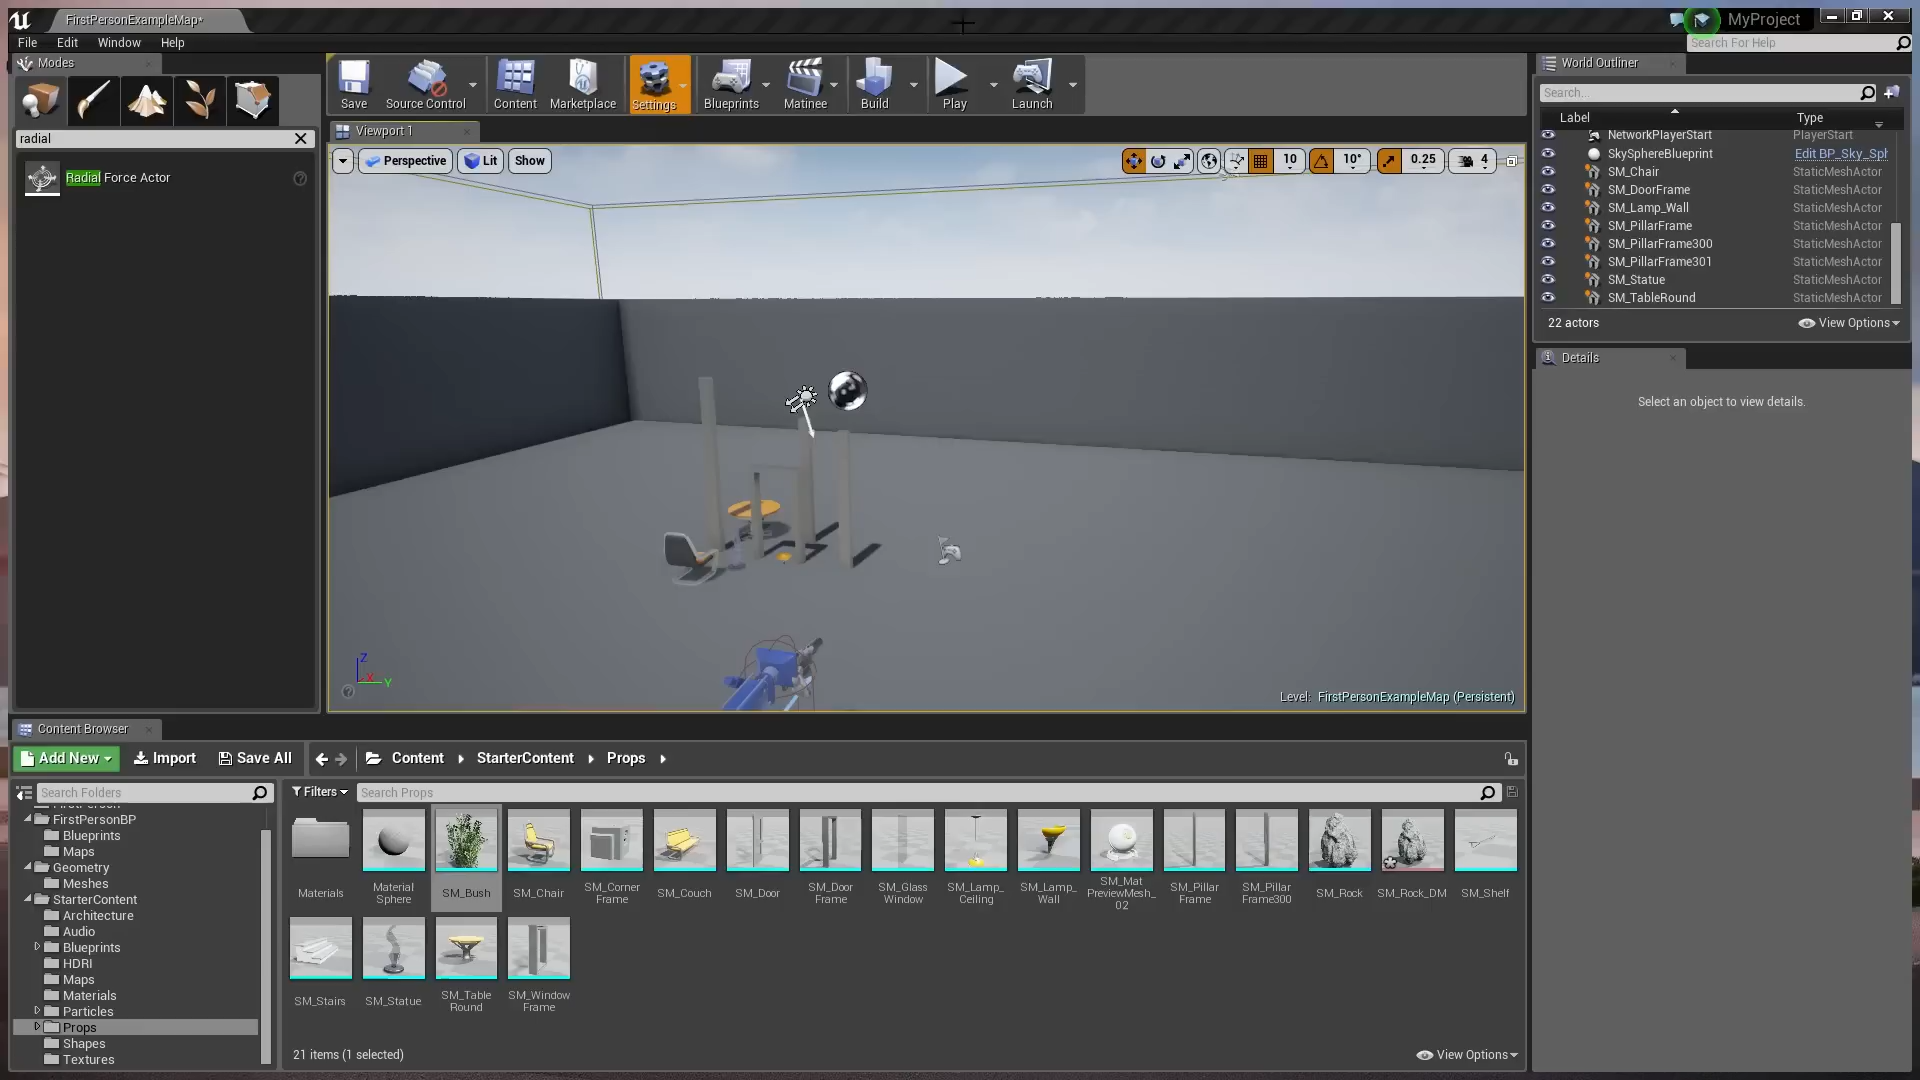 FirstPersonExampleMap*
MyProject
File Edit Window Help
Search For Help
Modes
radial
Radial Force Actor
Save Source Control Content Marketplace Settings Blueprints Matinee Build Play Launch
Viewport 1
Perspective Lit Show
10 10° 0.25 4
Level: FirstPersonExampleMap (Persistent)
Z
X
Y
World Outliner
Search...
Label Type
NetworkPlayerStart PlayerStart
SkySphereBlueprint Edit BP_Sky_Sph
SM_Chair StaticMeshActor
SM_DoorFrame StaticMeshActor
SM_Lamp_Wall StaticMeshActor
SM_PillarFrame StaticMeshActor
SM_PillarFrame300 StaticMeshActor
SM_PillarFrame301 StaticMeshActor
SM_Statue StaticMeshActor
SM_TableRound StaticMeshActor
22 actors View Options
Details
Select an object to view details.
Content Browser
Add New Import Save All Content StarterContent Props
Search Folders
Filters Search Props
FirstPerson
FirstPersonBP
Blueprints
Maps
Geometry
Meshes
StarterContent
Architecture
Audio
Blueprints
HDRI
Maps
Materials
Particles
Props
Shapes
Textures
Materials
Material
Sphere
SM_Bush
SM_Chair
SM_Corner
Frame
SM_Couch
SM_Door
SM_Door
Frame
SM_Glass
Window
SM_Lamp_
Ceiling
SM_Lamp_
Wall
SM_Mat
PreviewMesh_
02
SM_Pillar
Frame
SM_Pillar
Frame300
SM_Rock
SM_Rock_DM
SM_Shelf
SM_Stairs
SM_Statue
SM_Table
Round
SM_Window
Frame
21 items (1 selected) View Options